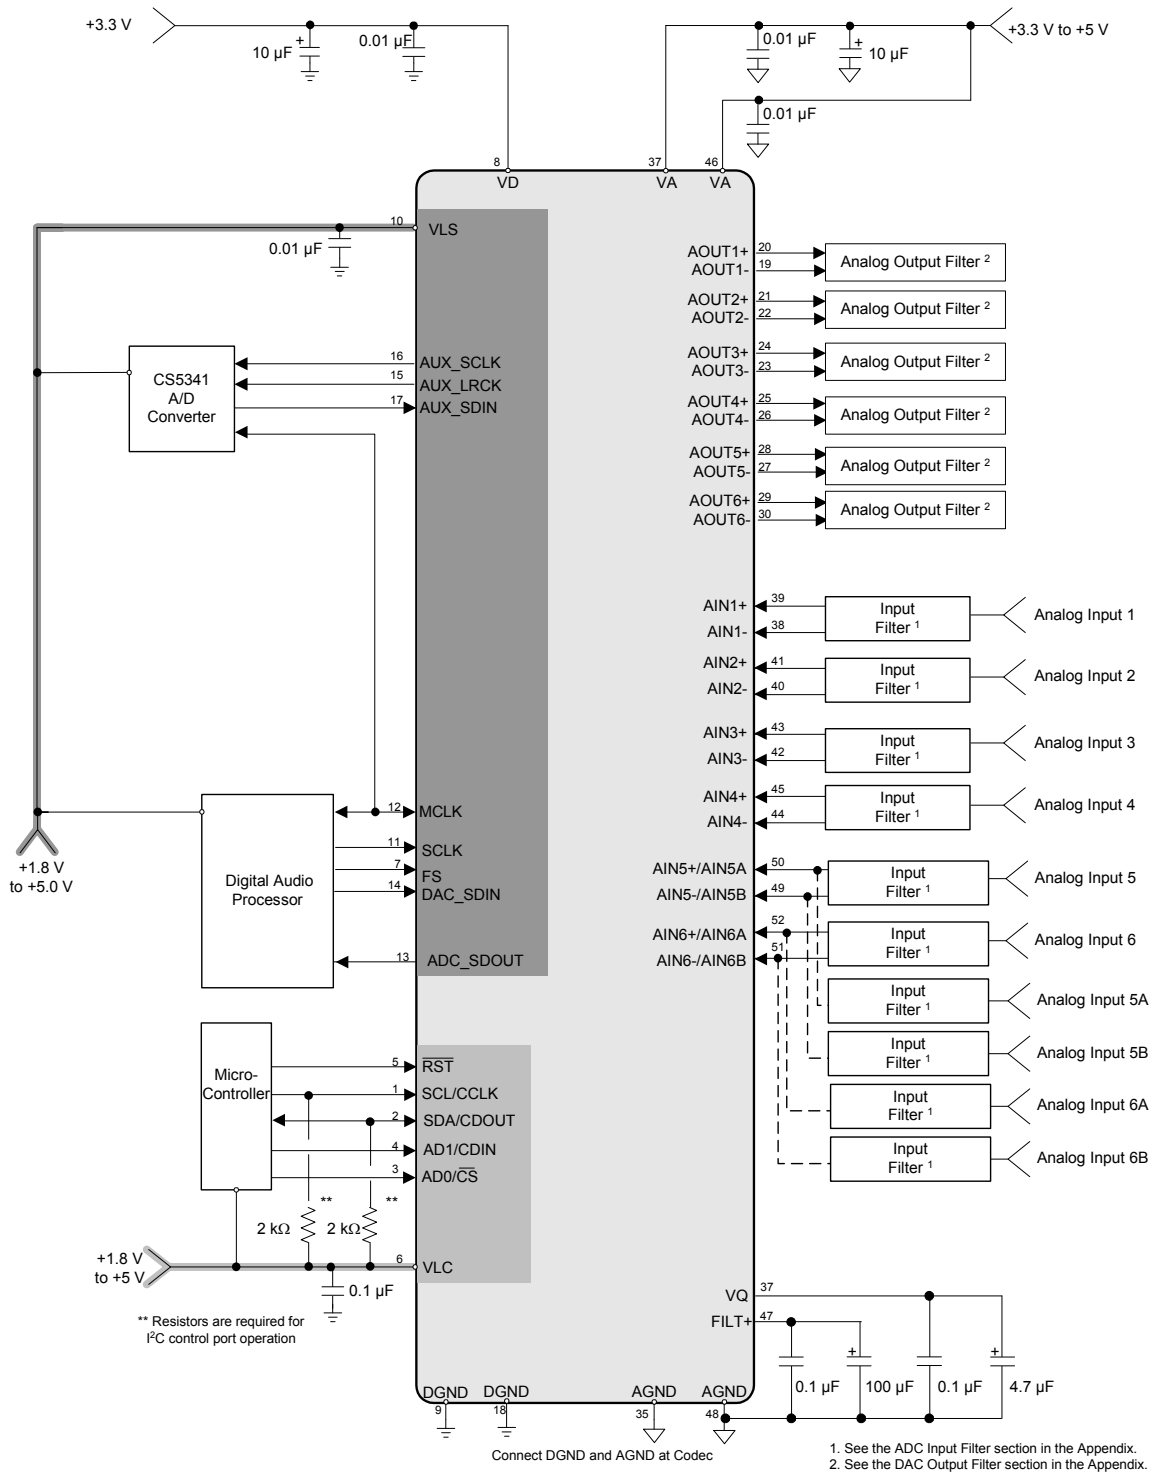 +3.3 V
10 µF
+
0.01 µF
0.01 µF
+
10 µF
+3.3 V to +5 V
0.01 µF
8
VD
37
VA
46
VA
10
VLS
0.01 µF
CS5341
A/D
Converter
16
AUX_SCLK
15
AUX_LRCK
17
AUX_SDIN
+1.8 V
to +5.0 V
Digital Audio
Processor
12
MCLK
11
SCLK
7
FS
14
DAC_SDIN
13
ADC_SDOUT
Micro-
Controller
5
RST
1
SCL/CCLK
2
SDA/CDOUT
4
AD1/CDIN
3
AD0/CS
**
2 kΩ
**
2 kΩ
+1.8 V
to +5 V
6
VLC
0.1 µF
** Resistors are required for
I²C control port operation
AOUT1+
20
AOUT1-
19
Analog Output Filter ²
AOUT2+
21
AOUT2-
22
Analog Output Filter ²
AOUT3+
24
AOUT3-
23
Analog Output Filter ²
AOUT4+
25
AOUT4-
26
Analog Output Filter ²
AOUT5+
28
AOUT5-
27
Analog Output Filter ²
AOUT6+
29
AOUT6-
30
Analog Output Filter ²
AIN1+
39
AIN1-
38
Input
Filter ¹
Analog Input 1
AIN2+
41
AIN2-
40
Input
Filter ¹
Analog Input 2
AIN3+
43
AIN3-
42
Input
Filter ¹
Analog Input 3
AIN4+
45
AIN4-
44
Input
Filter ¹
Analog Input 4
AIN5+/AIN5A
50
AIN5-/AIN5B
49
Input
Filter ¹
Analog Input 5
AIN6+/AIN6A
52
AIN6-/AIN6B
51
Input
Filter ¹
Analog Input 6
Input
Filter ¹
Analog Input 5A
Input
Filter ¹
Analog Input 5B
Input
Filter ¹
Analog Input 6A
Input
Filter ¹
Analog Input 6B
VQ
37
FILT+
47
0.1 µF
+
100 µF
0.1 µF
+
4.7 µF
DGND
9
DGND
18
AGND
35
AGND
48
Connect DGND and AGND at Codec
1. See the ADC Input Filter section in the Appendix.
2. See the DAC Output Filter section in the Appendix.